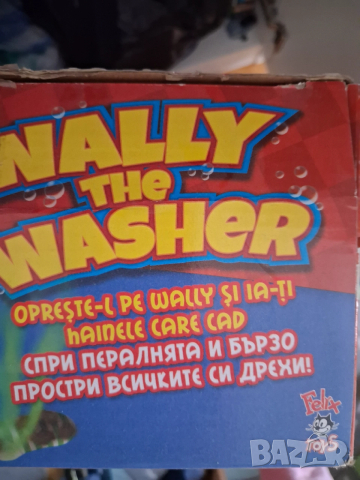 WALLY
THE
WASHER
OPREȘTE-L PE WALLY ȘI IA-ȚI
HAINELE CARE CAD
СПРИ ПЕРАЛНЯТА И БЪРЗО
ПРОСТРИ ВСИЧКИТЕ СИ ДРЕХИ!
Felix
Toys
BAZAR